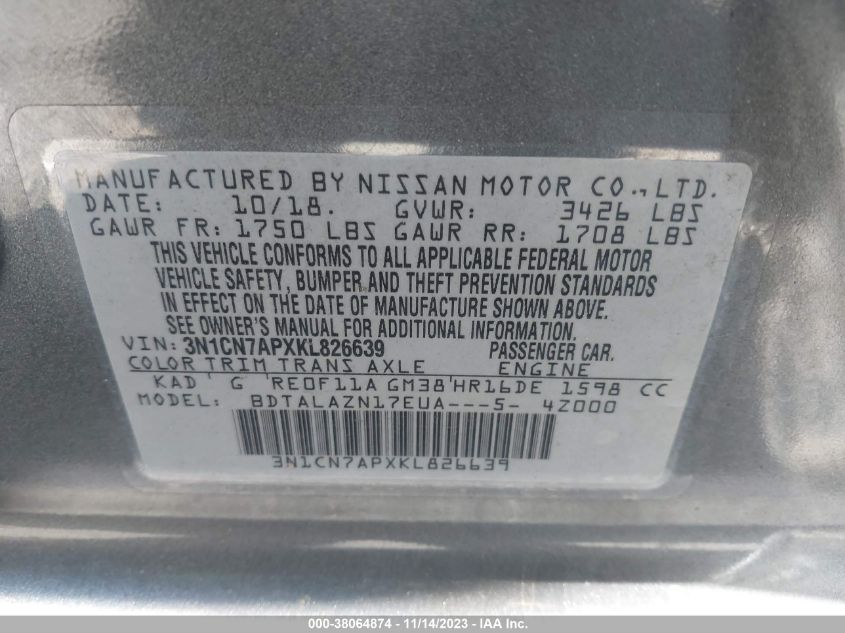 MANUFACTURED BY NISSAN MOTOR CO., LTD.
DATE: 10/18. GVWR: 3426 LBS
GAWR FR: 1750 LBS GAWR RR: 1708 LBS
THIS VEHICLE CONFORMS TO ALL APPLICABLE FEDERAL MOTOR
VEHICLE SAFETY, BUMPER AND THEFT PREVENTION STANDARDS
IN EFFECT ON THE DATE OF MANUFACTURE SHOWN ABOVE.
SEE OWNER'S MANUAL FOR ADDITIONAL INFORMATION.
VIN: 3N1CN7APXKL826639 PASSENGER CAR.
COLOR TRIM TRANS AXLE ENGINE
KAD ' G ' RE0F11A GM38'HR16DE 1598 CC
MODEL: BDTALAZN17EUA---5- 4Z000
3N1CN7APXKL826639
000-38064874 | 11/14/2023 - IAA Inc.